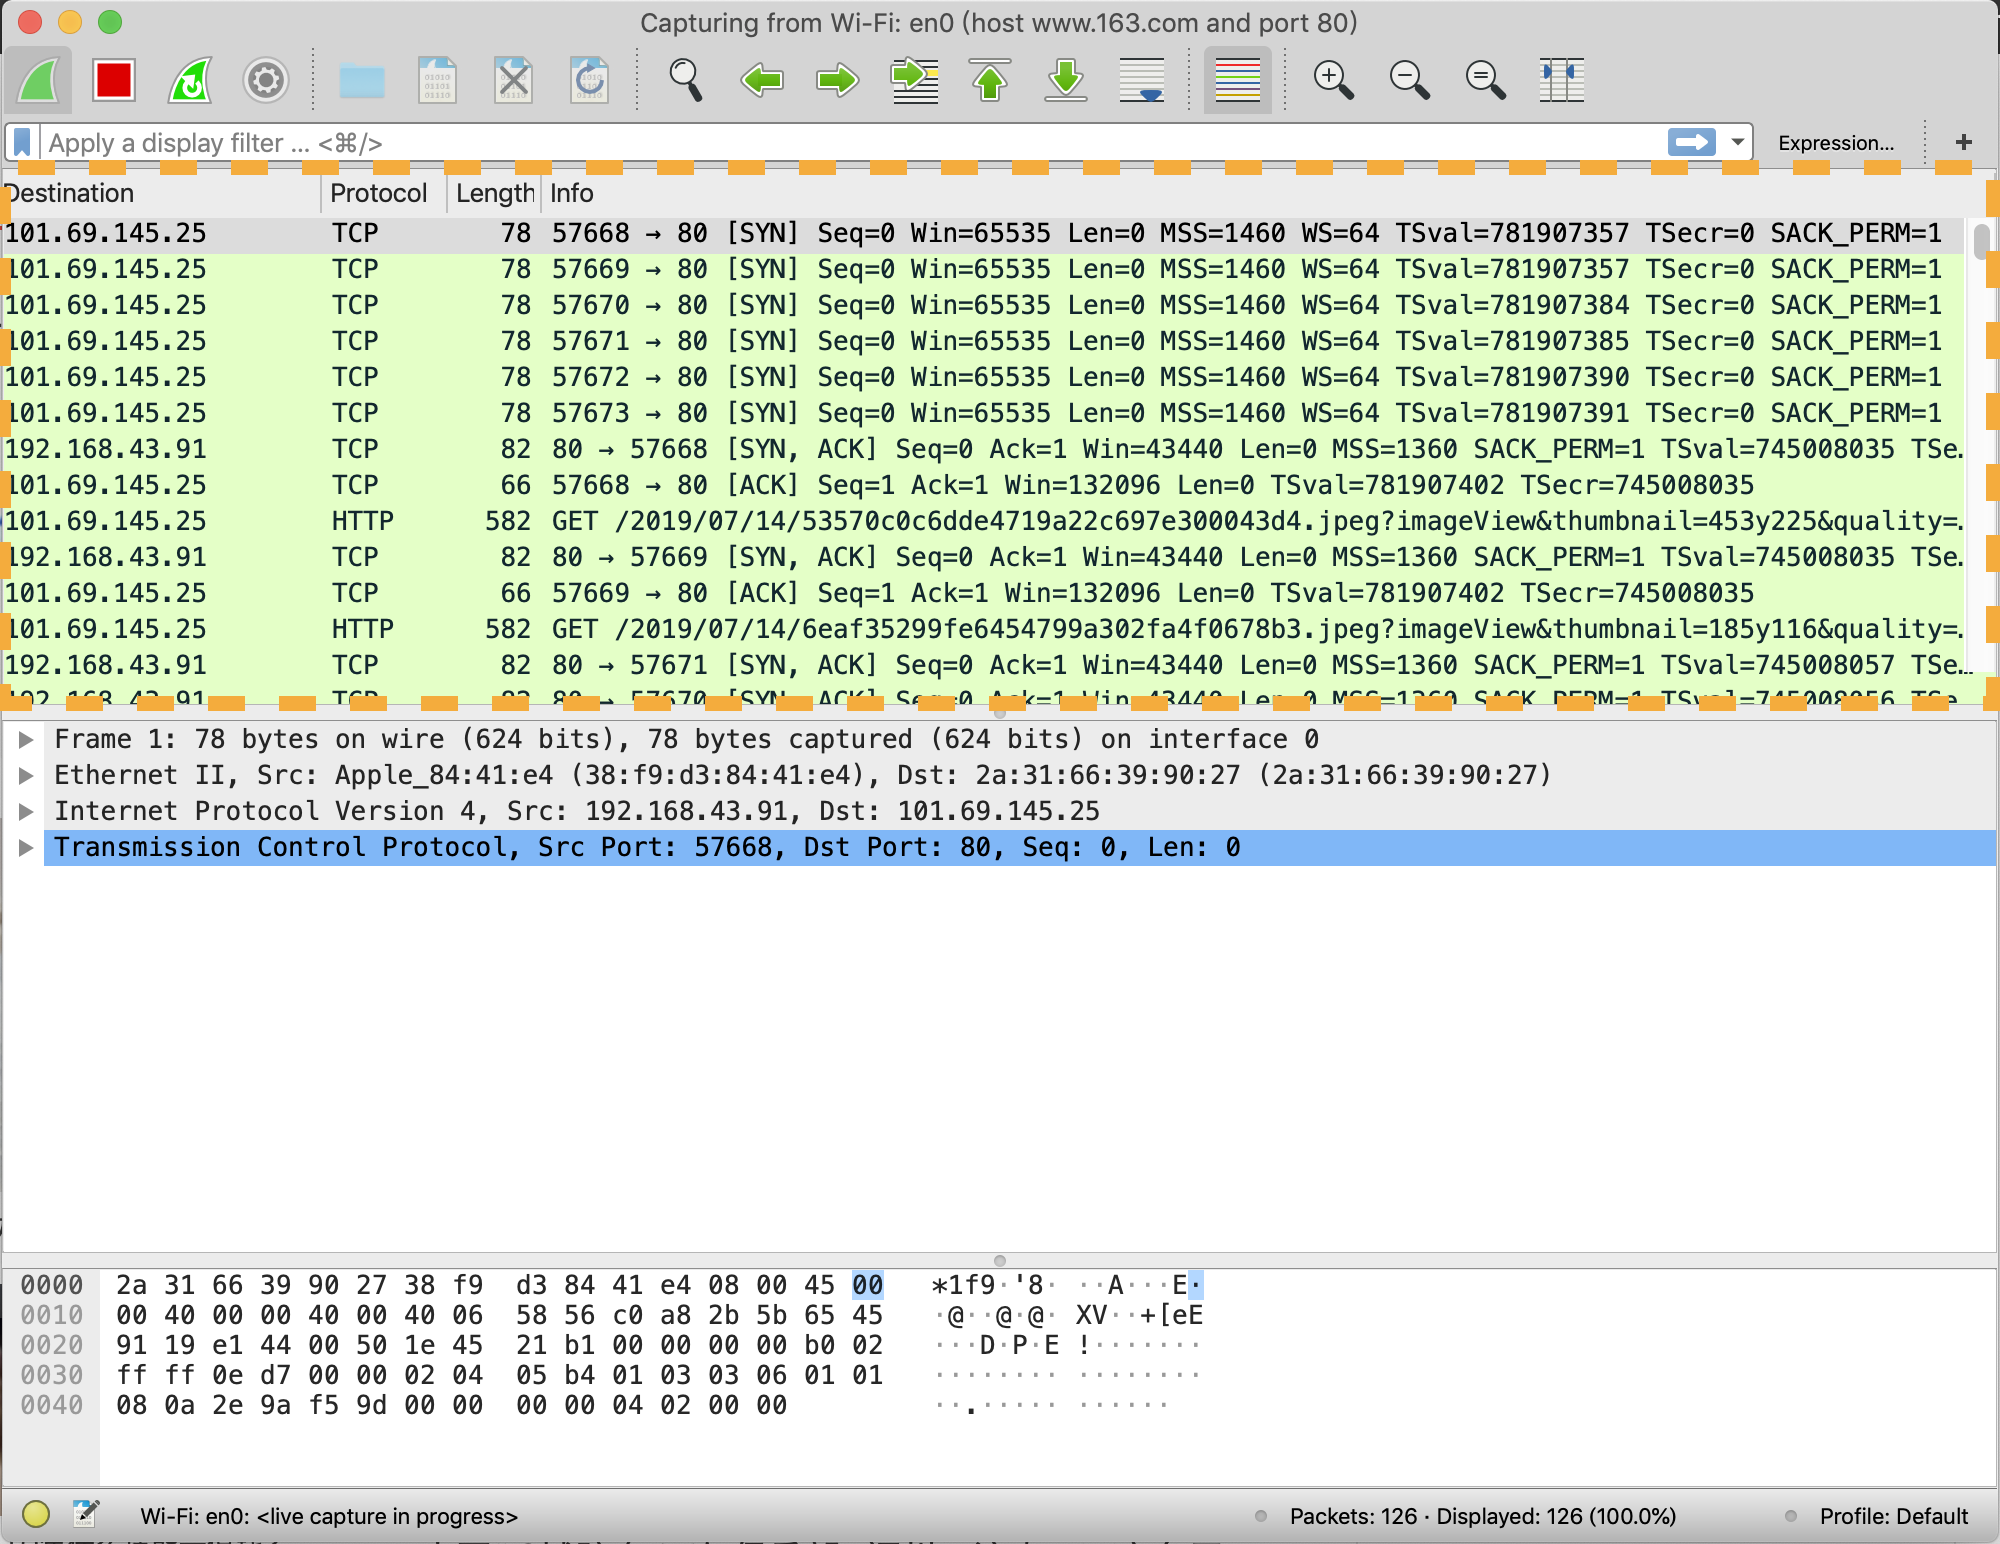 Capturing from Wi-Fi: en0 (host www.163.com and port 80)
Apply a display filter ... <⌘/>
Expression...
+
Destination Protocol Length Info
101.69.145.25 TCP 78 57668 → 80 [SYN] Seq=0 Win=65535 Len=0 MSS=1460 WS=64 TSval=781907357 TSecr=0 SACK_PERM=1
101.69.145.25 TCP 78 57669 → 80 [SYN] Seq=0 Win=65535 Len=0 MSS=1460 WS=64 TSval=781907357 TSecr=0 SACK_PERM=1
101.69.145.25 TCP 78 57670 → 80 [SYN] Seq=0 Win=65535 Len=0 MSS=1460 WS=64 TSval=781907384 TSecr=0 SACK_PERM=1
101.69.145.25 TCP 78 57671 → 80 [SYN] Seq=0 Win=65535 Len=0 MSS=1460 WS=64 TSval=781907385 TSecr=0 SACK_PERM=1
101.69.145.25 TCP 78 57672 → 80 [SYN] Seq=0 Win=65535 Len=0 MSS=1460 WS=64 TSval=781907390 TSecr=0 SACK_PERM=1
101.69.145.25 TCP 78 57673 → 80 [SYN] Seq=0 Win=65535 Len=0 MSS=1460 WS=64 TSval=781907391 TSecr=0 SACK_PERM=1
192.168.43.91 TCP 82 80 → 57668 [SYN, ACK] Seq=0 Ack=1 Win=43440 Len=0 MSS=1360 SACK_PERM=1 TSval=745008035 TSe…
101.69.145.25 TCP 66 57668 → 80 [ACK] Seq=1 Ack=1 Win=132096 Len=0 TSval=781907402 TSecr=745008035
101.69.145.25 HTTP 582 GET /2019/07/14/53570c0c6dde4719a22c697e300043d4.jpeg?imageView&thumbnail=453y225&quality=…
192.168.43.91 TCP 82 80 → 57669 [SYN, ACK] Seq=0 Ack=1 Win=43440 Len=0 MSS=1360 SACK_PERM=1 TSval=745008035 TSe…
101.69.145.25 TCP 66 57669 → 80 [ACK] Seq=1 Ack=1 Win=132096 Len=0 TSval=781907402 TSecr=745008035
101.69.145.25 HTTP 582 GET /2019/07/14/6eaf35299fe6454799a302fa4f0678b3.jpeg?imageView&thumbnail=185y116&quality=…
192.168.43.91 TCP 82 80 → 57671 [SYN, ACK] Seq=0 Ack=1 Win=43440 Len=0 MSS=1360 SACK_PERM=1 TSval=745008057 TSe…
192.168.43.91 TCP 82 80 → 57670 [SYN, ACK] Seq=0 Ack=1 Win=43440 Len=0 MSS=1360 SACK_PERM=1 TSval=745008056 TSe
Frame 1: 78 bytes on wire (624 bits), 78 bytes captured (624 bits) on interface 0
Ethernet II, Src: Apple_84:41:e4 (38:f9:d3:84:41:e4), Dst: 2a:31:66:39:90:27 (2a:31:66:39:90:27)
Internet Protocol Version 4, Src: 192.168.43.91, Dst: 101.69.145.25
Transmission Control Protocol, Src Port: 57668, Dst Port: 80, Seq: 0, Len: 0
0000 2a 31 66 39 90 27 38 f9 d3 84 41 e4 08 00 45 00 *1f9·'8· ··A···E·
0010 00 40 00 00 40 00 40 06 58 56 c0 a8 2b 5b 65 45 ·@··@·@· XV··+[eE
0020 91 19 e1 44 00 50 1e 45 21 b1 00 00 00 00 b0 02 ···D·P·E !·······
0030 ff ff 0e d7 00 00 02 04 05 b4 01 03 03 06 01 01 ········ ········
0040 08 0a 2e 9a f5 9d 00 00 00 00 04 02 00 00 ··.····· ······
Wi-Fi: en0: <live capture in progress>
Packets: 126 · Displayed: 126 (100.0%)
Profile: Default